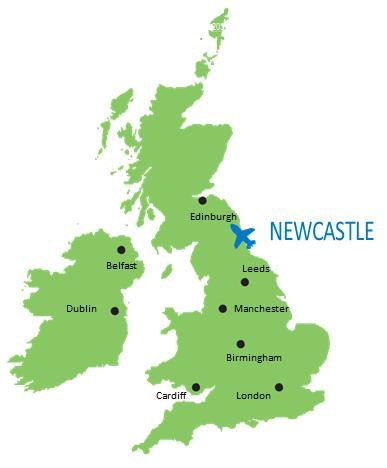 Edinburgh
NEWCASTLE
Belfast
Leeds
Dublin
Manchester
Birmingham
Cardiff
London